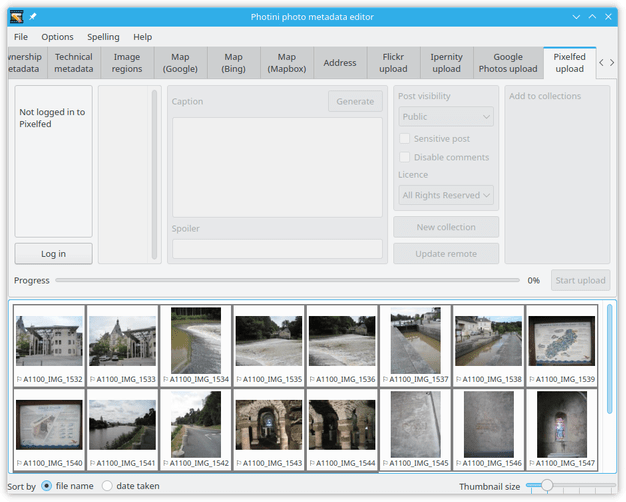 Photini photo metadata editor
File Options Spelling Help
wnership Technical Image Map Map Map Address Flickr Ipernity Google Pixelfed
etadata metadata regions (Google) (Bing) (Mapbox) upload upload Photos upload upload
Not logged in to
Pixelfed
Log in
Caption
Generate
Spoiler
Post visibility
Public
Sensitive post
Disable comments
Licence
All Rights Reserved
New collection
Update remote
Add to collections
Progress 0% Start upload
A1100_IMG_1532 A1100_IMG_1533 A1100_IMG_1534 A1100_IMG_1535 A1100_IMG_1536 A1100_IMG_1537 A1100_IMG_1538 A1100_IMG_1539
A1100_IMG_1540 A1100_IMG_1541 A1100_IMG_1542 A1100_IMG_1543 A1100_IMG_1544 A1100_IMG_1545 A1100_IMG_1546 A1100_IMG_1547
Sort by file name date taken Thumbnail size